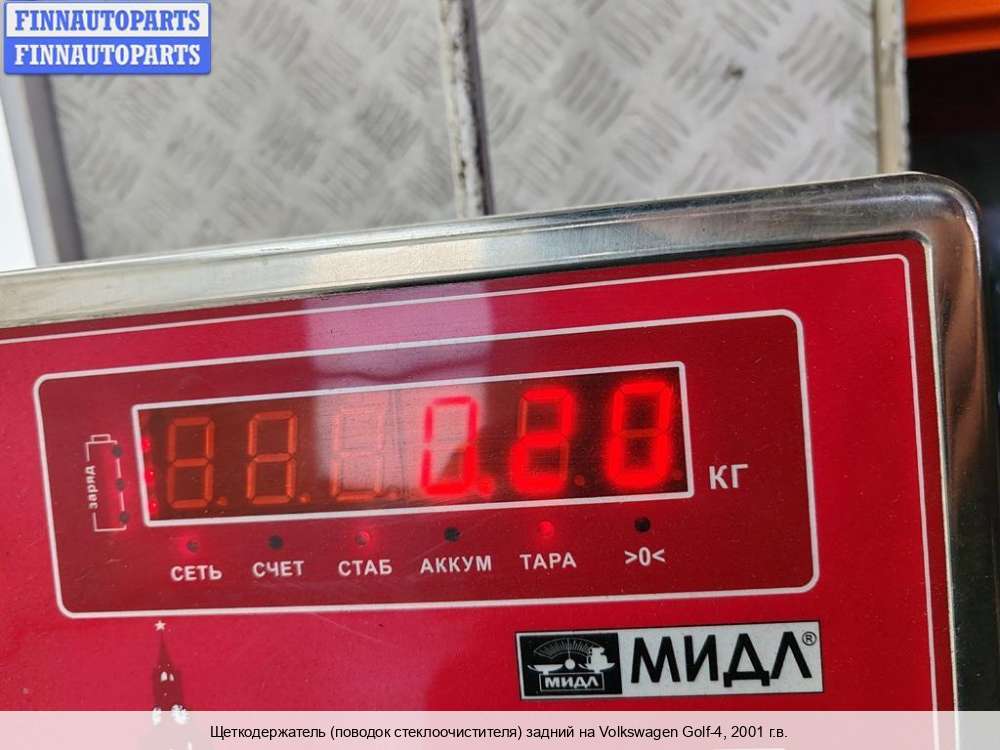 FINNAUTOPARTS
FINNAUTOPARTS
заряд
0.20
КГ
СЕТЬ СЧЕТ СТАБ АККУМ ТАРА >0<
МИДЛ МИДЛ®
Щеткодержатель (поводок стеклоочистителя) задний на Volkswagen Golf-4, 2001 г.в.